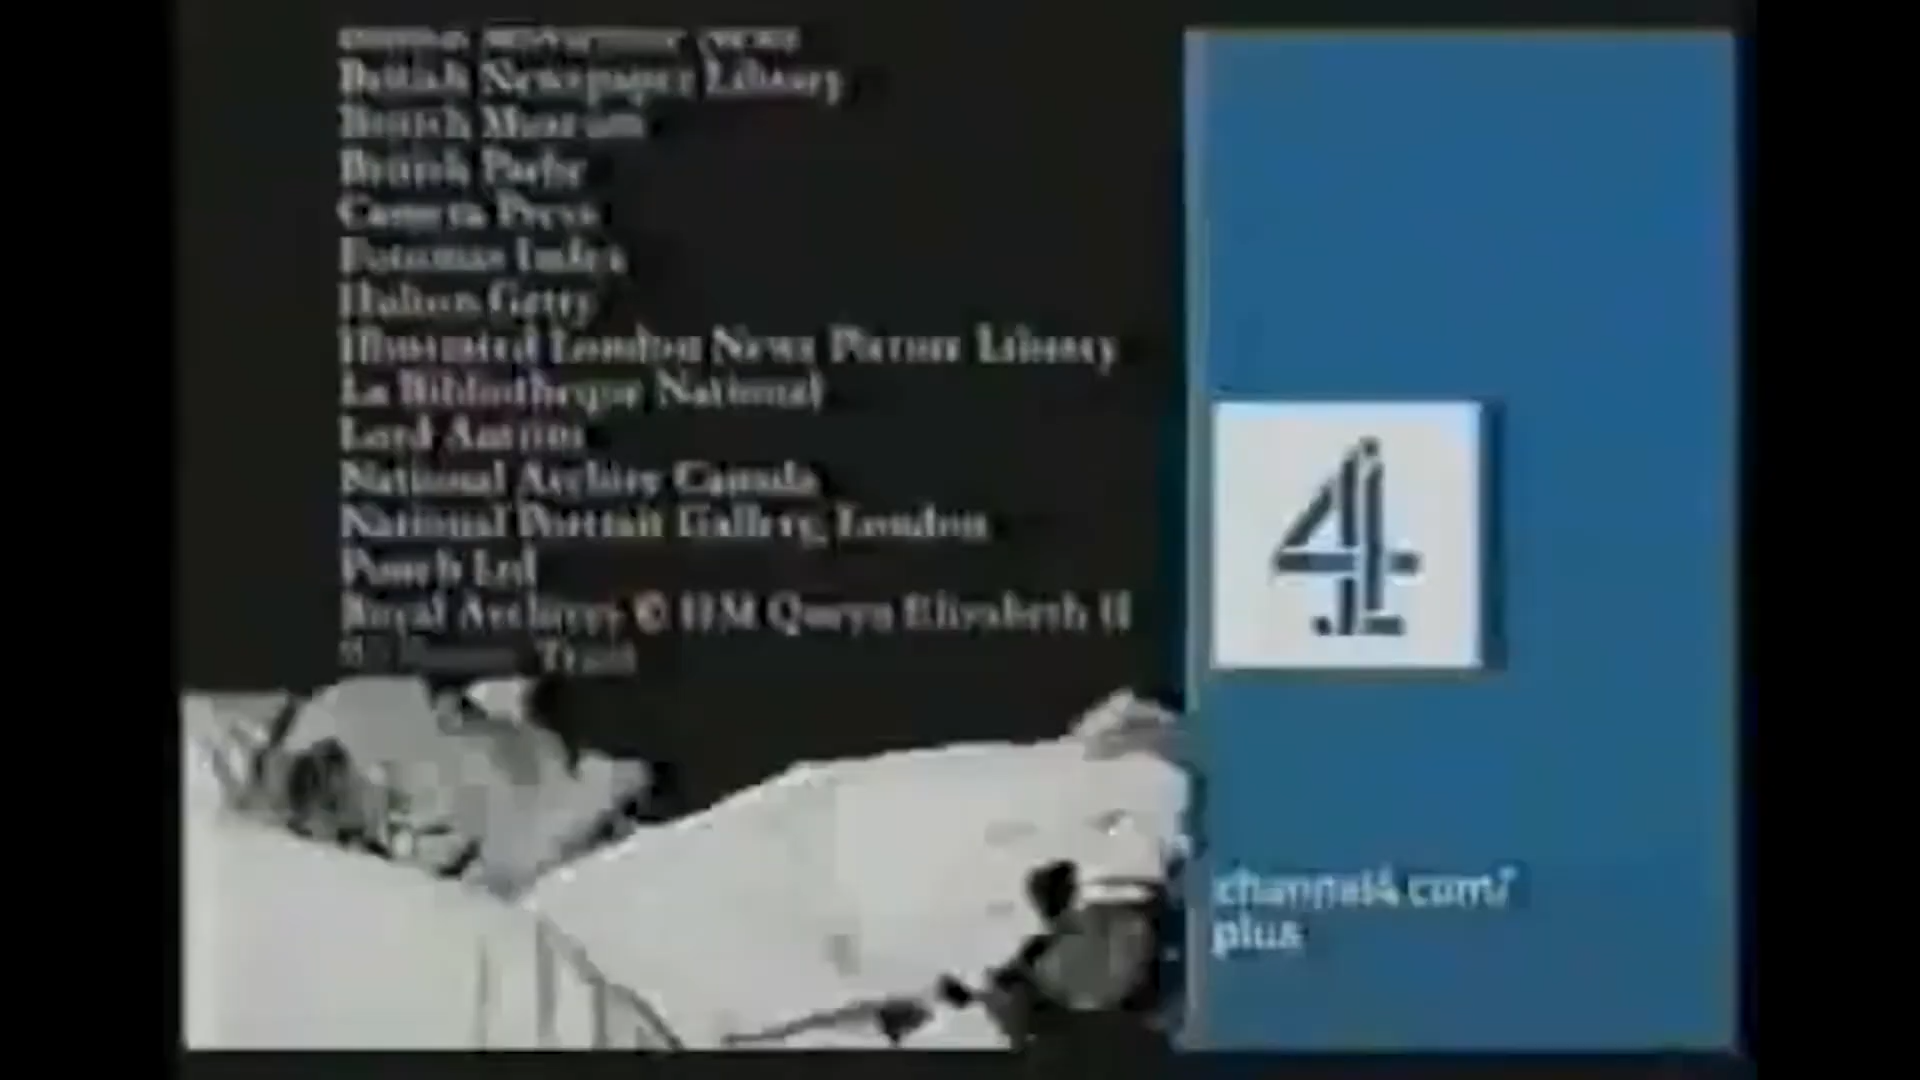 British Newspaper Library
British Museum
British Pathe
Camera Press
Fotomas Index
Hulton Getty
Illustrated London News Picture Library
La Bibliotheque National
Lord Antrim
National Archive Canada
National Portrait Gallery, London
Punch Ltd
Royal Archives © HM Queen Elizabeth II
Trust
4
channel4.com/
plus